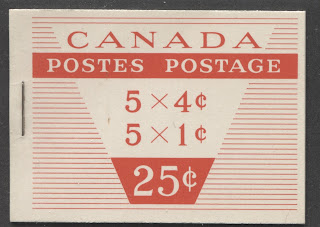 CANADA
POSTES POSTAGE
5 × 4¢
5 × 1¢
25¢